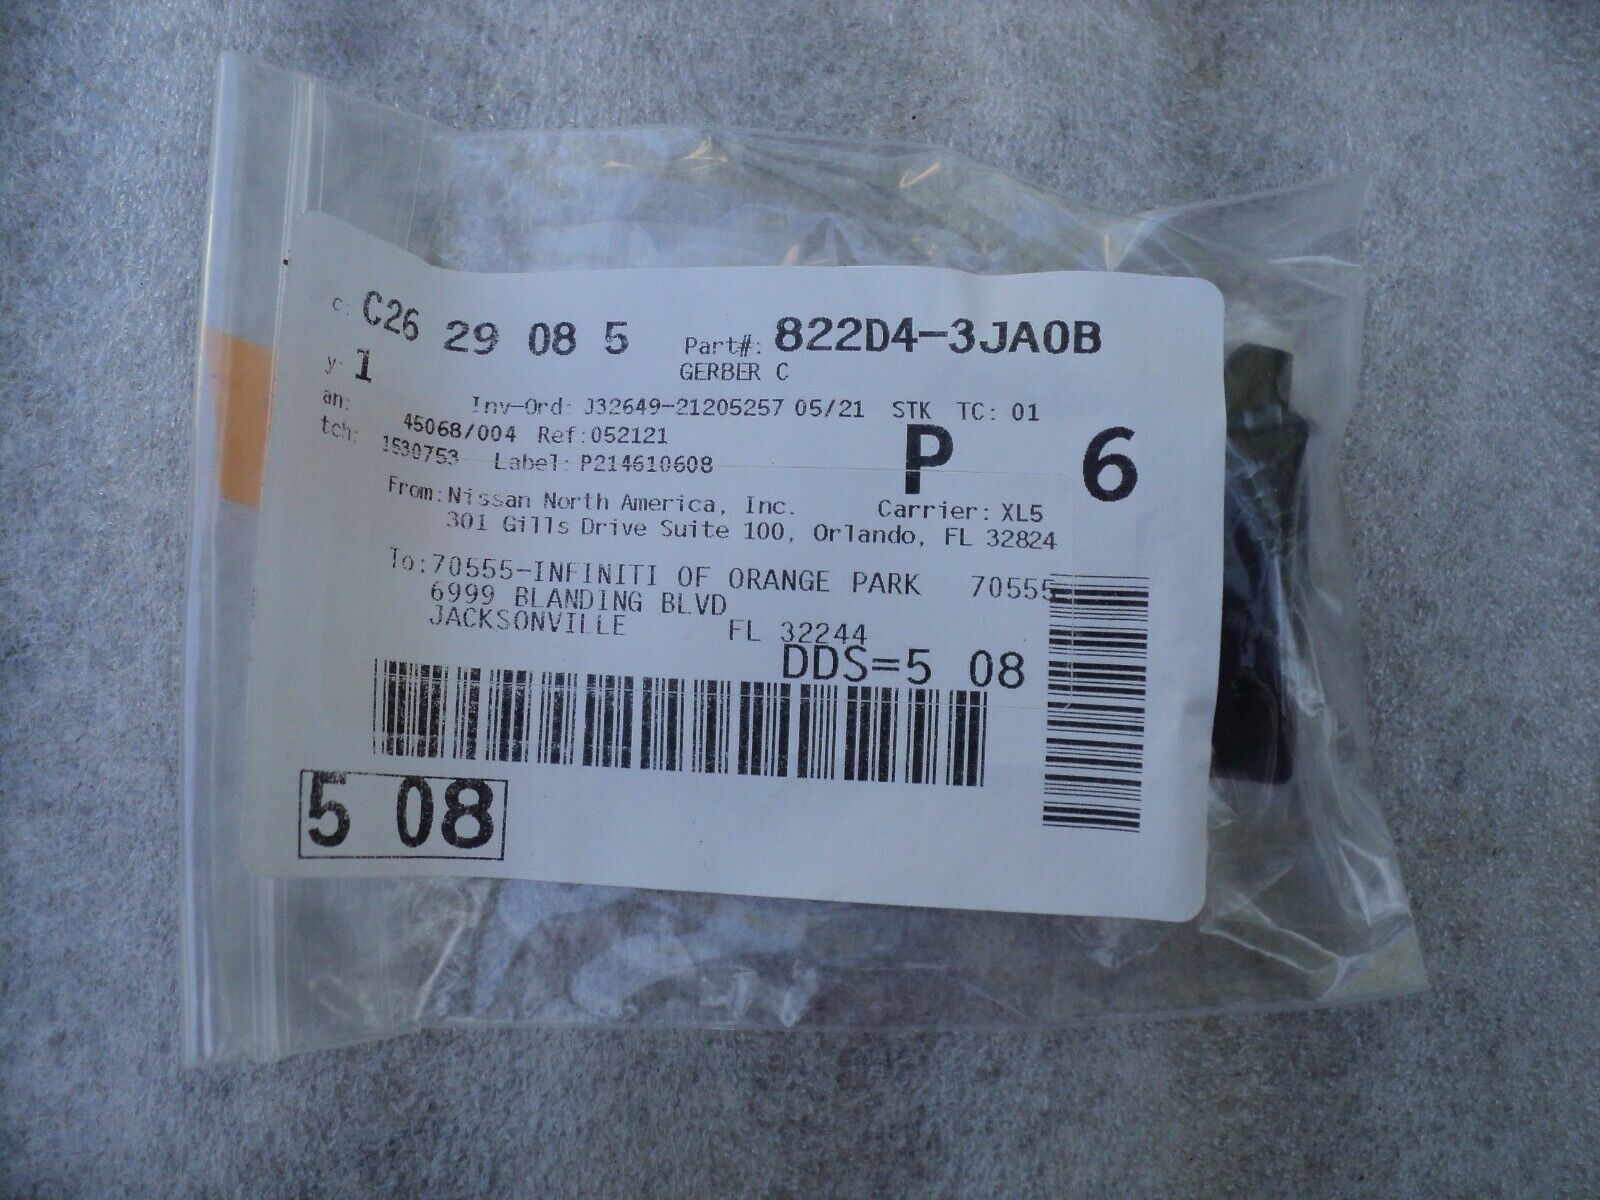 c: C26 29 08 5 Part#: 822D4-3JA0B
y: 1 GERBER C
an: Inv-Ord: J32649-21205257 05/21 STK TC: 01
45068/004 Ref:052121 P 6
tch: 1530753 Label: P214610608
From: Nissan North America, Inc. Carrier: XL5
301 Gills Drive Suite 100, Orlando, FL 32824
To: 70555-INFINITI OF ORANGE PARK 70555
6999 BLANDING BLVD
JACKSONVILLE FL 32244
DDS=5 08
5 08